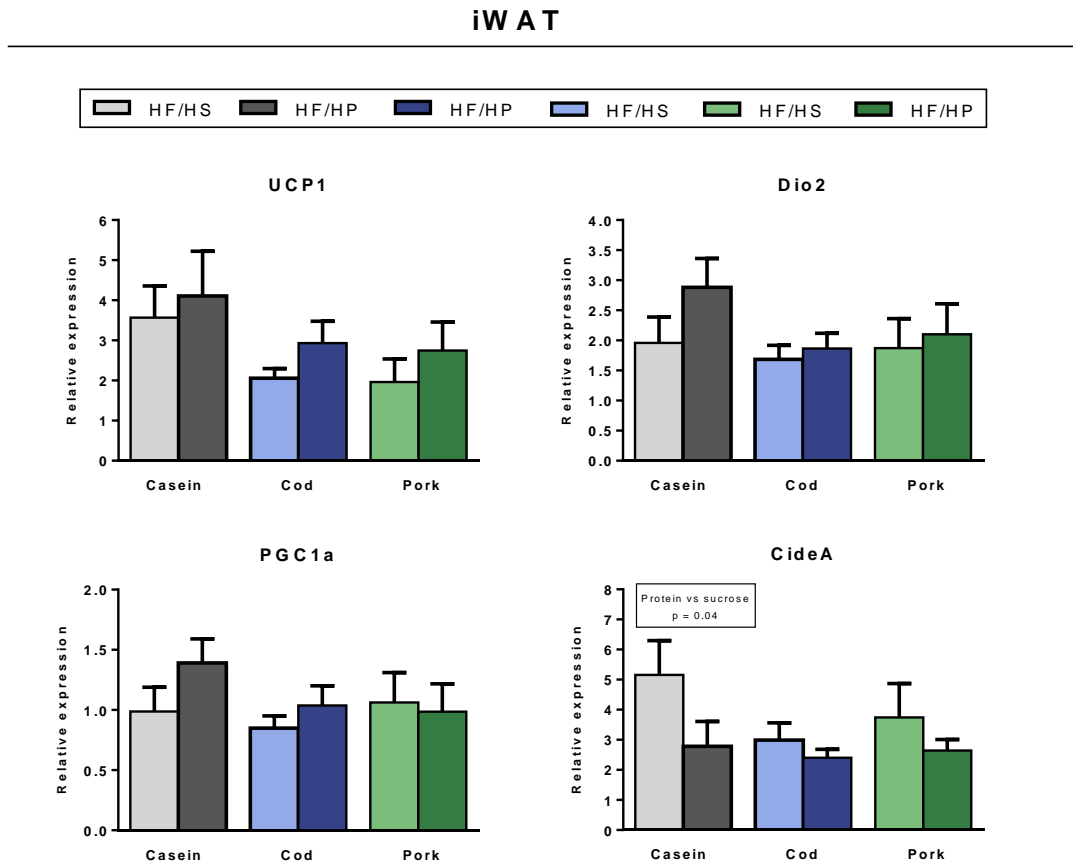 iWAT
HF/HS HF/HP HF/HP HF/HS HF/HS HF/HP
UCP1
Relative expression
6
5
4
3
2
1
0
Casein Cod Pork
Dio2
Relative expression
4.0
3.5
3.0
2.5
2.0
1.5
1.0
0.5
0.0
Casein Cod Pork
PGC1a
Relative expression
2.0
1.5
1.0
0.5
0.0
Casein Cod Pork
CideA
Relative expression
8
7
6
5
4
3
2
1
0
Protein vs sucrose
p = 0.04
Casein Cod Pork